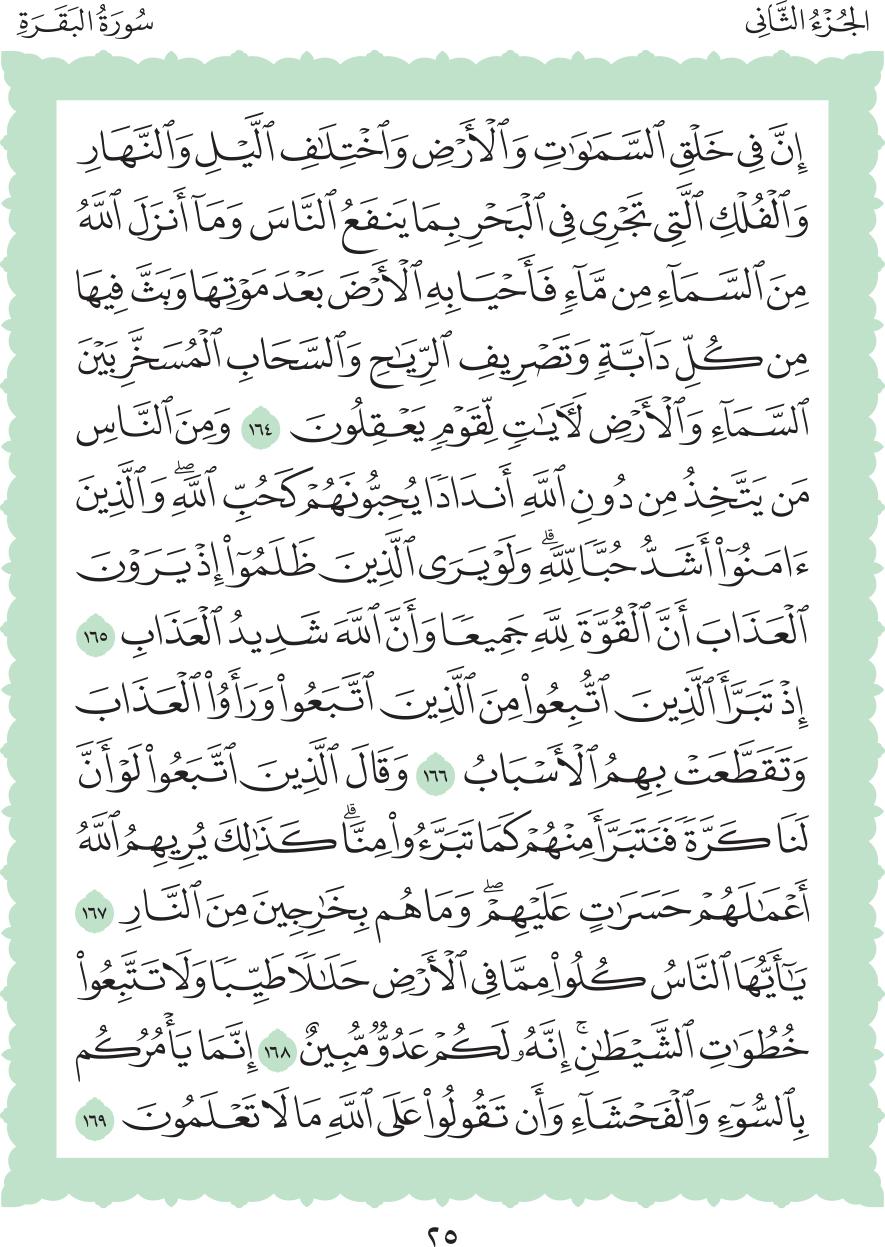 الجُزْءُ الثَّانِي
سُورَةُ البَقَرَةِ
إِنَّ فِي خَلْقِ ٱلسَّمَٰوَٰتِ وَٱلْأَرْضِ وَٱخْتِلَٰفِ ٱلَّيْلِ وَٱلنَّهَارِ
وَٱلْفُلْكِ ٱلَّتِي تَجْرِي فِي ٱلْبَحْرِ بِمَا يَنفَعُ ٱلنَّاسَ وَمَآ أَنزَلَ ٱللَّهُ
مِنَ ٱلسَّمَآءِ مِن مَّآءٖ فَأَحْيَا بِهِ ٱلْأَرْضَ بَعْدَ مَوْتِهَا وَبَثَّ فِيهَا
مِن كُلِّ دَآبَّةٖ وَتَصْرِيفِ ٱلرِّيَٰحِ وَٱلسَّحَابِ ٱلْمُسَخَّرِ بَيْنَ
ٱلسَّمَآءِ وَٱلْأَرْضِ لَأٓيَٰتٖ لِّقَوْمٖ يَعْقِلُونَ ١٦٤ وَمِنَ ٱلنَّاسِ
مَن يَتَّخِذُ مِن دُونِ ٱللَّهِ أَندَادٗا يُحِبُّونَهُمْ كَحُبِّ ٱللَّهِۖ وَٱلَّذِينَ
ءَامَنُوٓاْ أَشَدُّ حُبّٗا لِّلَّهِۗ وَلَوْ يَرَى ٱلَّذِينَ ظَلَمُوٓاْ إِذْ يَرَوْنَ
ٱلْعَذَابَ أَنَّ ٱلْقُوَّةَ لِلَّهِ جَمِيعٗا وَأَنَّ ٱللَّهَ شَدِيدُ ٱلْعَذَابِ ١٦٥
إِذْ تَبَرَّأَ ٱلَّذِينَ ٱتُّبِعُواْ مِنَ ٱلَّذِينَ ٱتَّبَعُواْ وَرَأَوُاْ ٱلْعَذَابَ
وَتَقَطَّعَتْ بِهِمُ ٱلْأَسْبَابُ ١٦٦ وَقَالَ ٱلَّذِينَ ٱتَّبَعُواْ لَوْ أَنَّ
لَنَا كَرَّةٗ فَنَتَبَرَّأَ مِنْهُمْ كَمَا تَبَرَّءُواْ مِنَّاۗ كَذَٰلِكَ يُرِيهِمُ ٱللَّهُ
أَعْمَٰلَهُمْ حَسَرَٰتٍ عَلَيْهِمْۖ وَمَا هُم بِخَٰرِجِينَ مِنَ ٱلنَّارِ ١٦٧
يَٰٓأَيُّهَا ٱلنَّاسُ كُلُواْ مِمَّا فِي ٱلْأَرْضِ حَلَٰلٗا طَيِّبٗا وَلَا تَتَّبِعُواْ
خُطُوَٰتِ ٱلشَّيْطَٰنِۚ إِنَّهُۥ لَكُمْ عَدُوّٞ مُّبِينٌ ١٦٨ إِنَّمَا يَأْمُرُكُم
بِٱلسُّوٓءِ وَٱلْفَحْشَآءِ وَأَن تَقُولُواْ عَلَى ٱللَّهِ مَا لَا تَعْلَمُونَ ١٦٩
٢٥